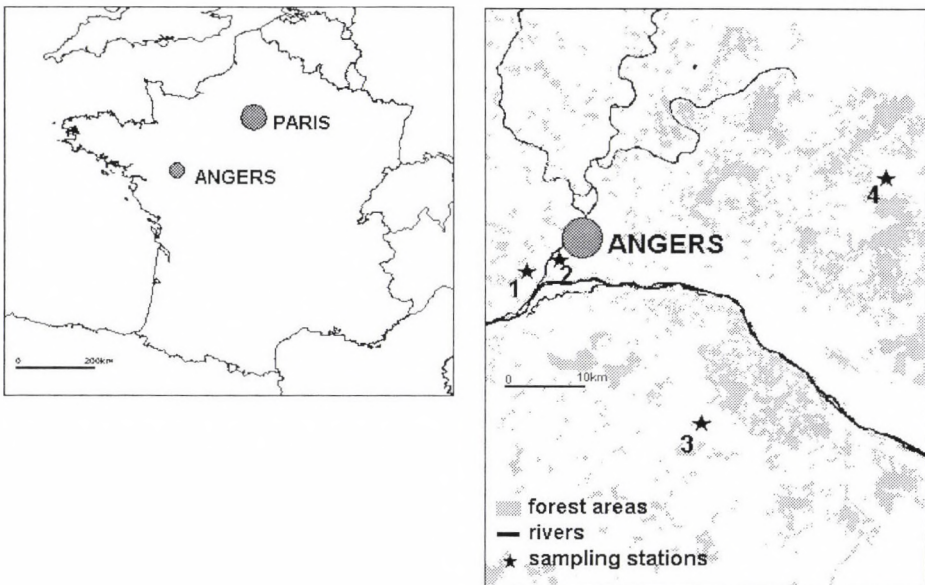 PARIS
ANGERS
0 200km
4
ANGERS
1
2
0 10km
3
forest areas
rivers
sampling stations